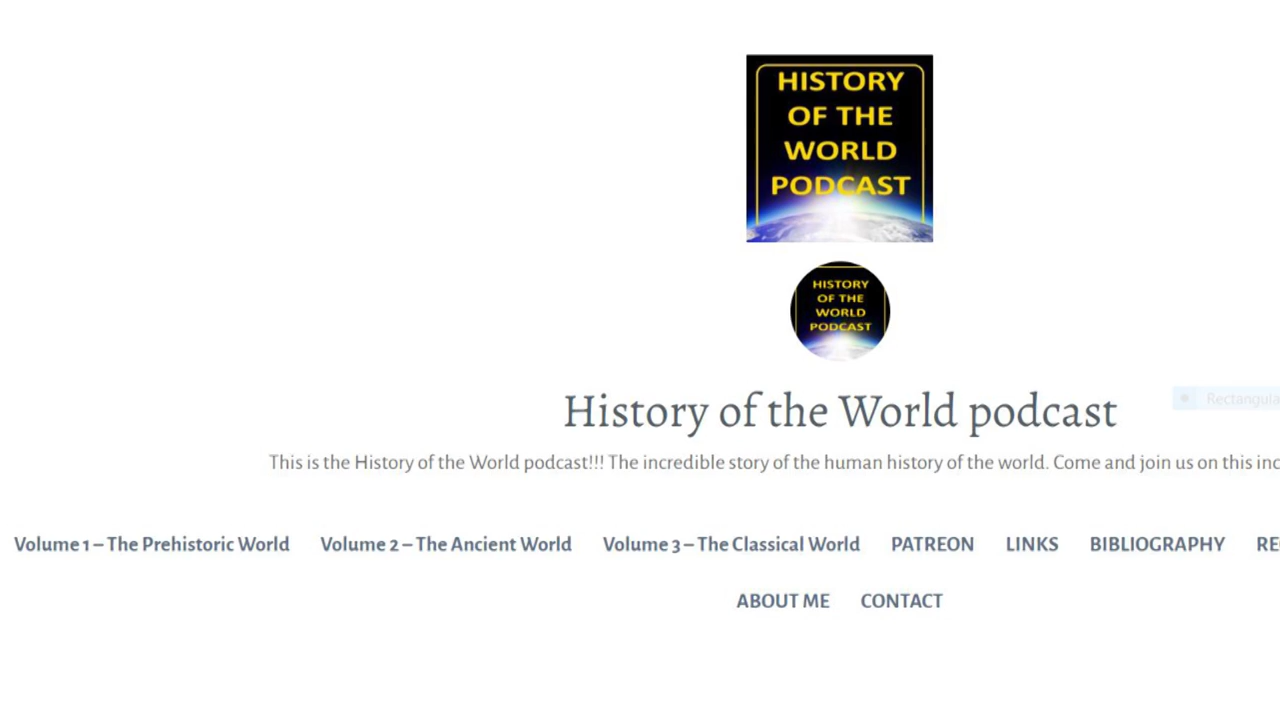 HISTORY
OF THE
WORLD
PODCAST
HISTORY
OF THE
WORLD
PODCAST
History of the World podcast
Rectangula
This is the History of the World podcast!!! The incredible story of the human history of the world. Come and join us on this inc
Volume 1 – The Prehistoric World Volume 2 – The Ancient World Volume 3 – The Classical World PATREON LINKS BIBLIOGRAPHY RE
ABOUT ME CONTACT